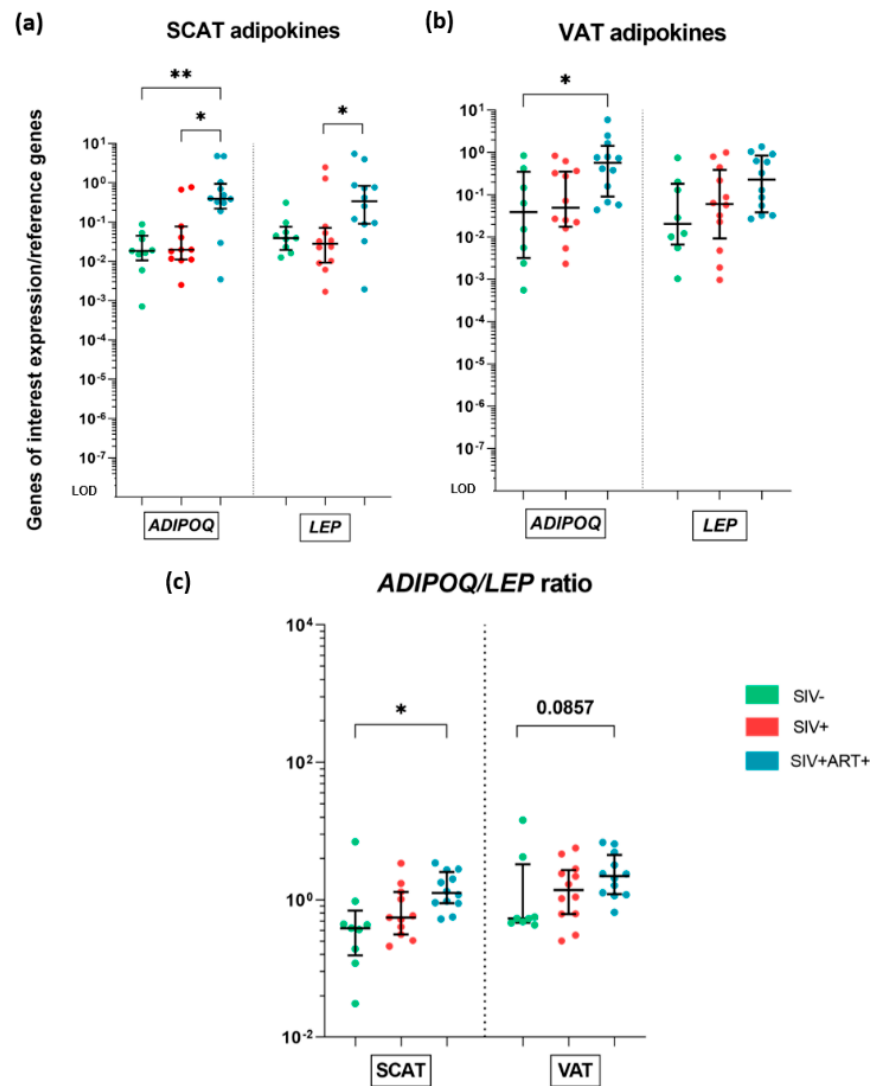 (a)
SCAT adipokines
(b)
VAT adipokines
Genes of interest expression/reference genes
**
*
*
10¹
10⁰
10⁻¹
10⁻²
10⁻³
10⁻⁴
10⁻⁵
10⁻⁶
10⁻⁷
LOD
ADIPOQ
LEP
*
10¹
10⁰
10⁻¹
10⁻²
10⁻³
10⁻⁴
10⁻⁵
10⁻⁶
10⁻⁷
LOD
ADIPOQ
LEP
(c)
ADIPOQ/LEP ratio
10⁴
10²
10⁰
10⁻²
*
0.0857
SCAT
VAT
SIV-
SIV+
SIV+ART+